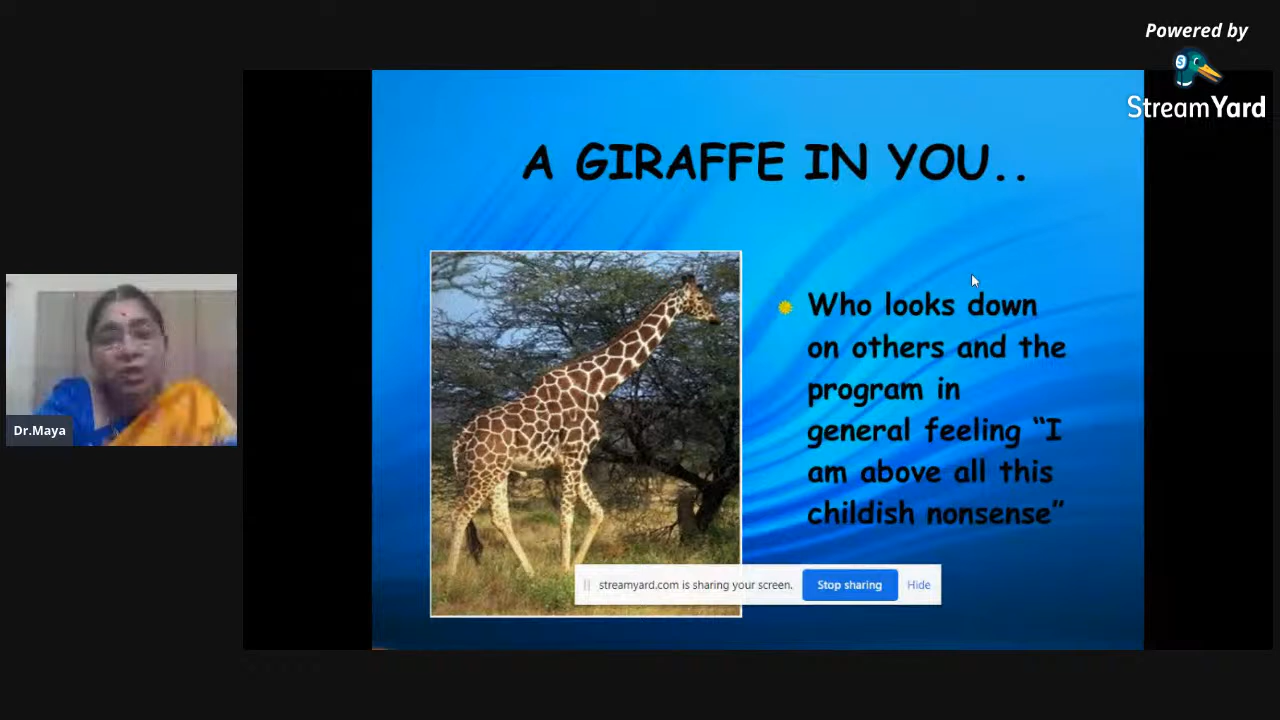 Powered by
StreamYard
A GIRAFFE IN YOU..
Who looks down
on others and the
program in
general feeling “I
am above all this
childish nonsense”
Dr.Maya
streamyard.com is sharing your screen. Stop sharing Hide